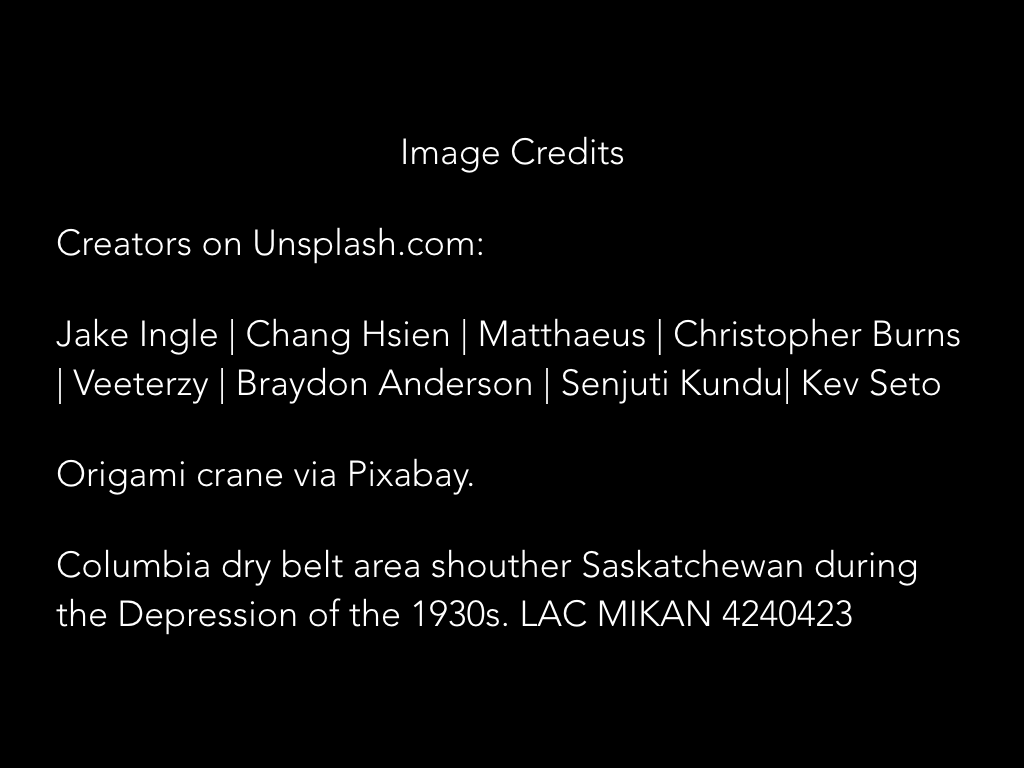 Image Credits
Creators on Unsplash.com:
Jake Ingle | Chang Hsien | Matthaeus | Christopher Burns
| Veeterzy | Braydon Anderson | Senjuti Kundu| Kev Seto
Origami crane via Pixabay.
Columbia dry belt area shouther Saskatchewan during
the Depression of the 1930s. LAC MIKAN 4240423